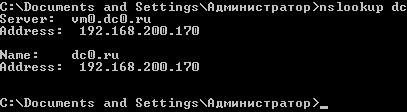 C:\Documents and Settings\Администратор>nslookup dc
Server:  vm0.dc0.ru
Address:  192.168.200.170
Name:    dc0.ru
Address:  192.168.200.170
C:\Documents and Settings\Администратор>_